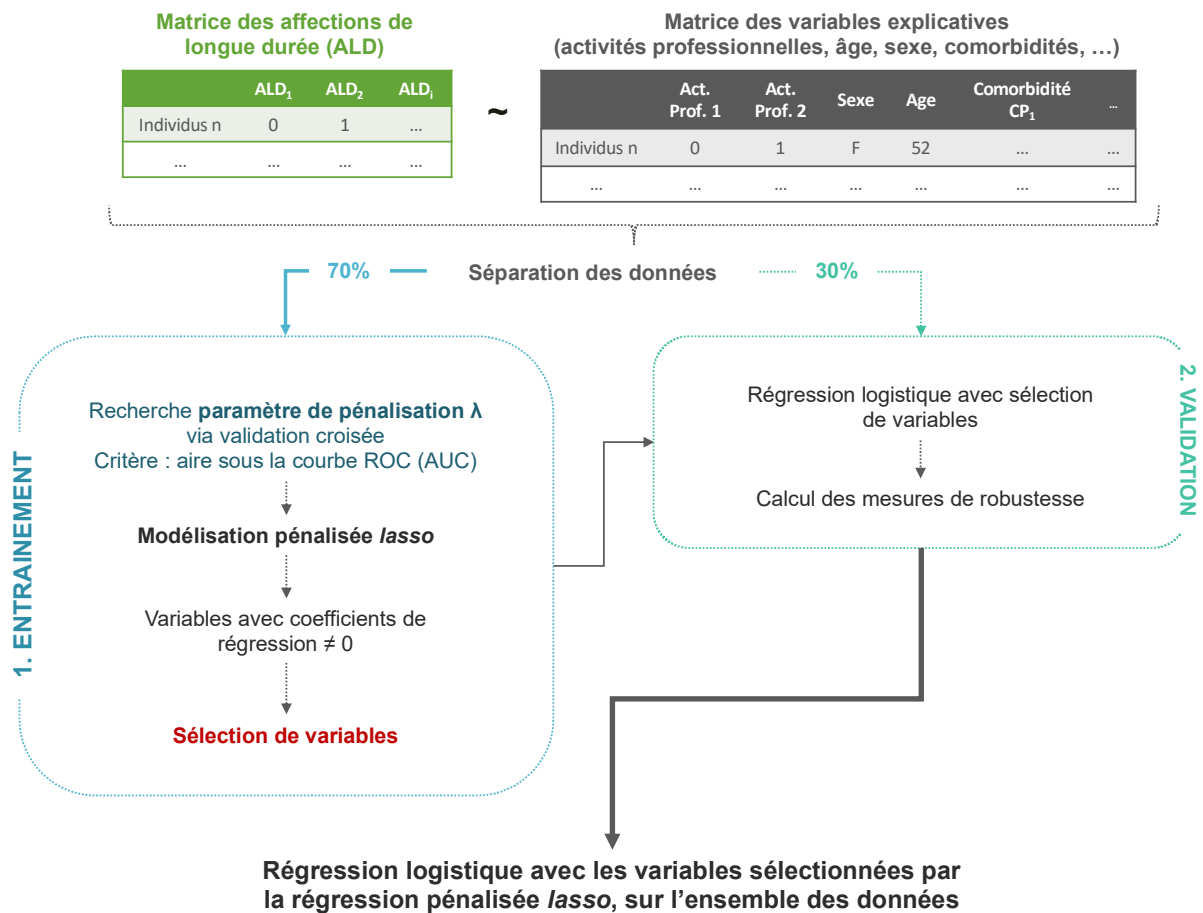 Matrice des affections de
longue durée (ALD)
Matrice des variables explicatives
(activités professionnelles, âge, sexe, comorbidités, …)
ALD1 ALD2 ALDi
Individus n 0 1 …
… … … …
~
Act. Prof. 1 Act. Prof. 2 Sexe Age Comorbidité CP1 …
Individus n 0 1 F 52 … …
… … … … … … …
70% Séparation des données 30%
1. ENTRAINEMENT
Recherche paramètre de pénalisation λ
via validation croisée
Critère : aire sous la courbe ROC (AUC)
Modélisation pénalisée lasso
Variables avec coefficients de
régression ≠ 0
Sélection de variables
2. VALIDATION
Régression logistique avec sélection
de variables
Calcul des mesures de robustesse
Régression logistique avec les variables sélectionnées par
la régression pénalisée lasso, sur l’ensemble des données